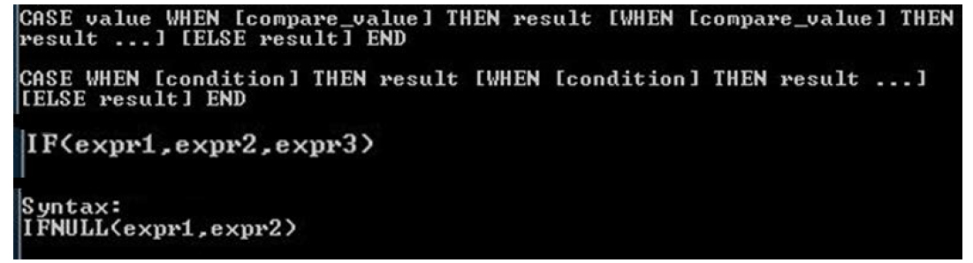 CASE value WHEN [compare_value] THEN result [WHEN [compare_value] THEN
result ...] [ELSE result] END
CASE WHEN [condition] THEN result [WHEN [condition] THEN result ...]
[ELSE result] END
IF(expr1,expr2,expr3)
Syntax:
IFNULL(expr1,expr2)